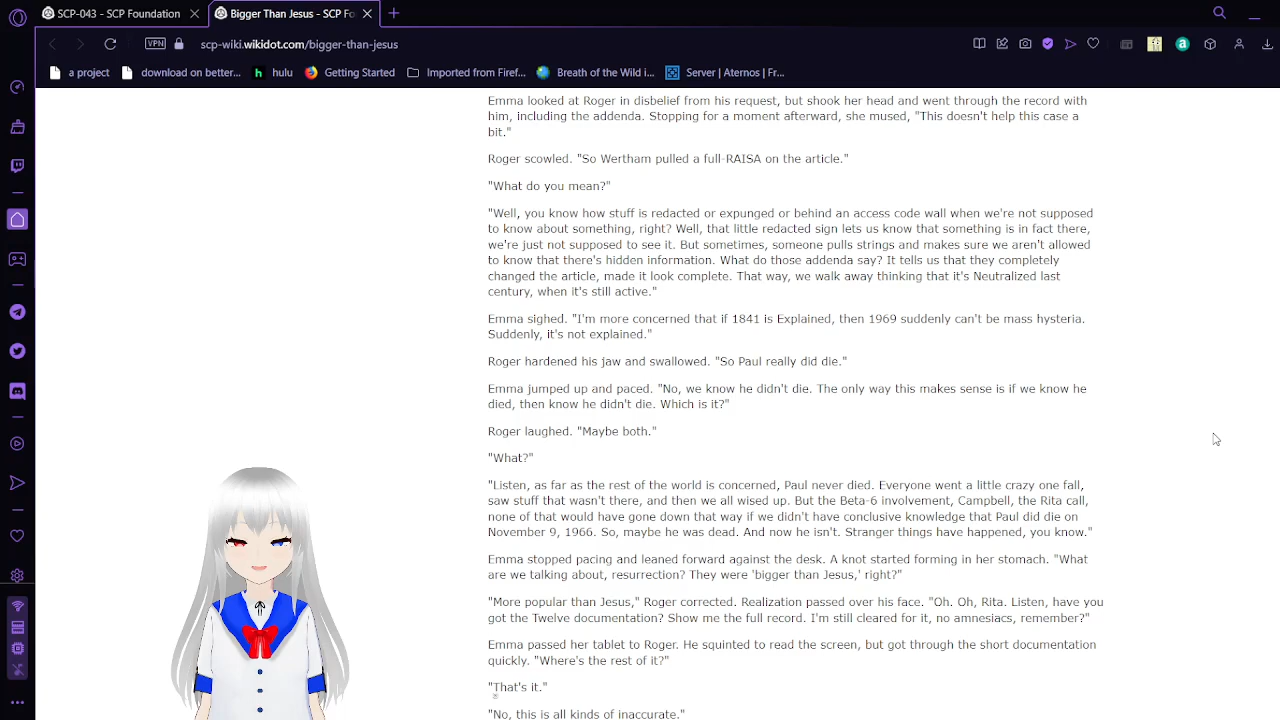 SCP-043 - SCP Foundation
Bigger Than Jesus - SCP Fo
VPN
scp-wiki.wikidot.com/bigger-than-jesus
a project
download on better...
hulu
Getting Started
Imported from Firef...
Breath of the Wild i...
Server | Aternos | Fr...
Emma looked at Roger in disbelief from his request, but shook her head and went through the record with
him, including the addenda. Stopping for a moment afterward, she mused, "This doesn't help this case a
bit."
Roger scowled. "So Wertham pulled a full-RAISA on the article."
"What do you mean?"
"Well, you know how stuff is redacted or expunged or behind an access code wall when we're not supposed
to know about something, right? Well, that little redacted sign lets us know that something is in fact there,
we're just not supposed to see it. But sometimes, someone pulls strings and makes sure we aren't allowed
to know that there's hidden information. What do those addenda say? It tells us that they completely
changed the article, made it look complete. That way, we walk away thinking that it's Neutralized last
century, when it's still active."
Emma sighed. "I'm more concerned that if 1841 is Explained, then 1969 suddenly can't be mass hysteria.
Suddenly, it's not explained."
Roger hardened his jaw and swallowed. "So Paul really did die."
Emma jumped up and paced. "No, we know he didn't die. The only way this makes sense is if we know he
died, then know he didn't die. Which is it?"
Roger laughed. "Maybe both."
"What?"
"Listen, as far as the rest of the world is concerned, Paul never died. Everyone went a little crazy one fall,
saw stuff that wasn't there, and then we all wised up. But the Beta-6 involvement, Campbell, the Rita call,
none of that would have gone down that way if we didn't have conclusive knowledge that Paul did die on
November 9, 1966. So, maybe he was dead. And now he isn't. Stranger things have happened, you know."
Emma stopped pacing and leaned forward against the desk. A knot started forming in her stomach. "What
are we talking about, resurrection? They were 'bigger than Jesus,' right?"
"More popular than Jesus," Roger corrected. Realization passed over his face. "Oh. Oh, Rita. Listen, have you
got the Twelve documentation? Show me the full record. I'm still cleared for it, no amnesiacs, remember?"
Emma passed her tablet to Roger. He squinted to read the screen, but got through the short documentation
quickly. "Where's the rest of it?"
"That's it."
"No, this is all kinds of inaccurate."